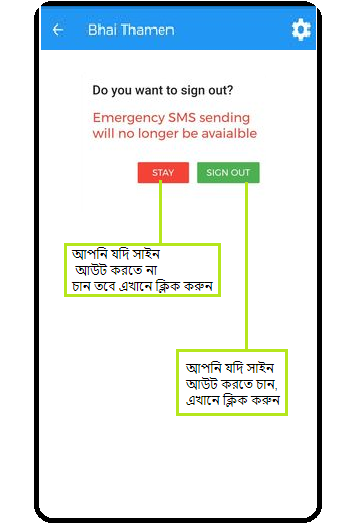 Bhai Thamen
Do you want to sign out?
Emergency SMS sending
will no longer be avaialble
STAY
SIGN OUT
আপনি যদি সাইন
আউট করতে না
চান তবে এখানে ক্লিক করুন
আপনি যদি সাইন
আউট করতে চান,
এখানে ক্লিক করুন